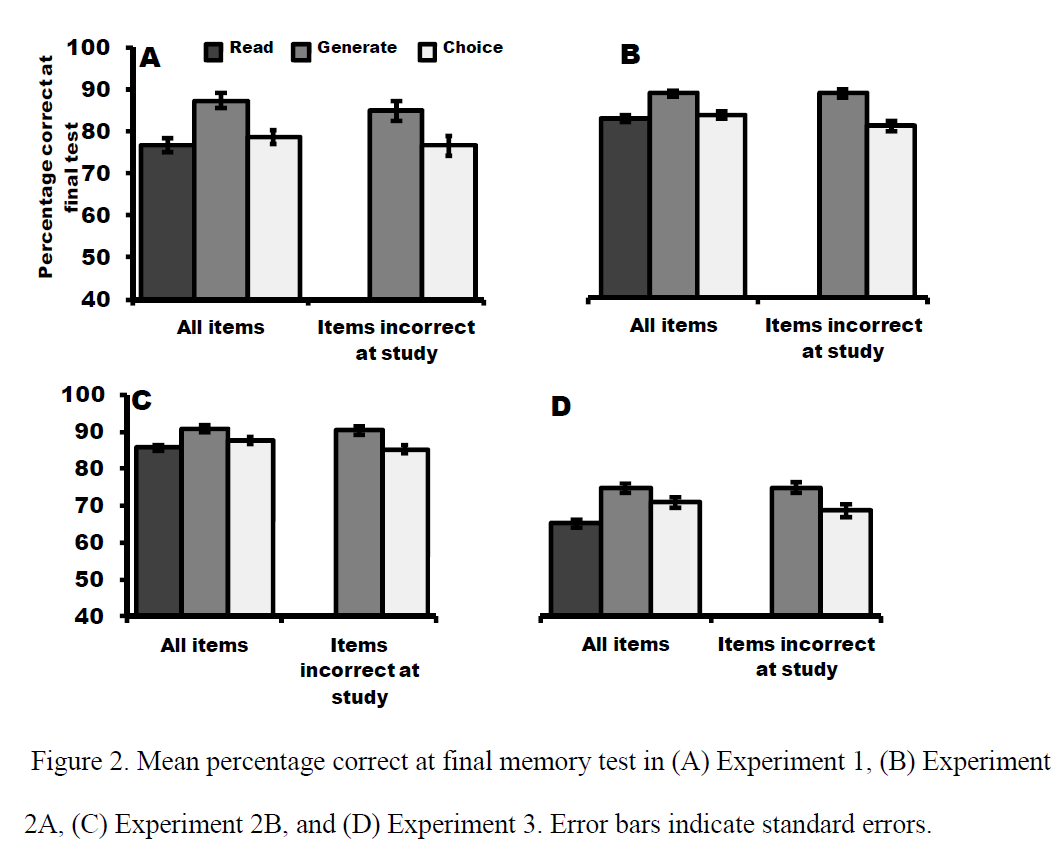 A
Read Generate Choice
Percentage correct at
final test
100
90
80
70
60
50
40
All items
Items incorrect
at study
B
All items
Items incorrect
at study
C
100
90
80
70
60
50
40
All items
Items
incorrect at
study
D
All items
Items incorrect
at study
Figure 2. Mean percentage correct at final memory test in (A) Experiment 1, (B) Experiment
2A, (C) Experiment 2B, and (D) Experiment 3. Error bars indicate standard errors.